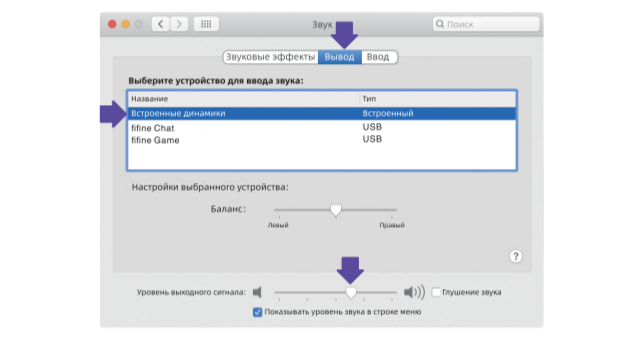 Звук
Поиск
Звуковые эффекты Вывод Ввод
Выберите устройство для ввода звука:
Название Тип
Встроенные динамики Встроенный
fifine Chat USB
fifine Game USB
Настройки выбранного устройства:
Баланс:
Левый Правый
?
Уровень выходного сигнала: Глушение звука
Показывать уровень звука в строке меню